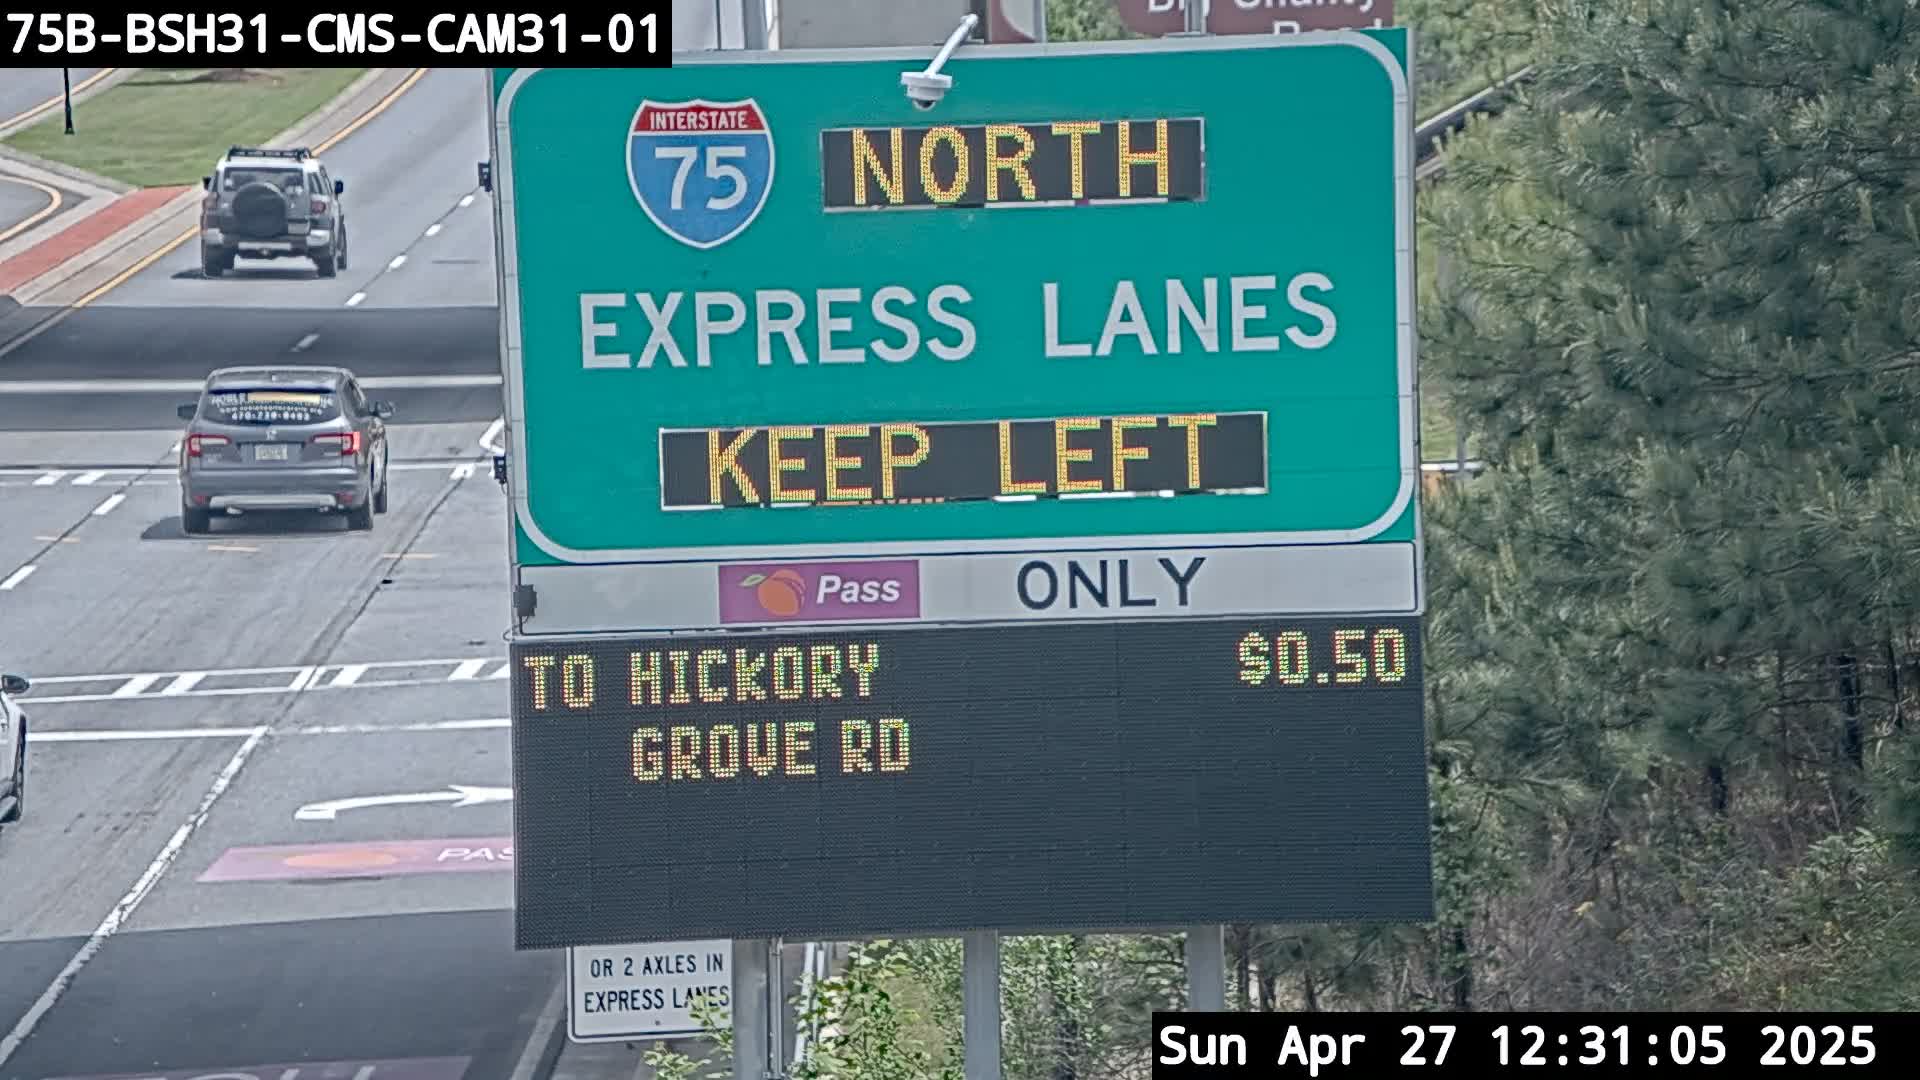 75B-BSH31-CMS-CAM31-01
INTERSTATE
75
NORTH
EXPRESS LANES
KEEP LEFT
Pass
ONLY
TO HICKORY $0.50
GROVE RD
OR 2 AXLES IN
EXPRESS LANES
Sun Apr 27 12:31:05 2025